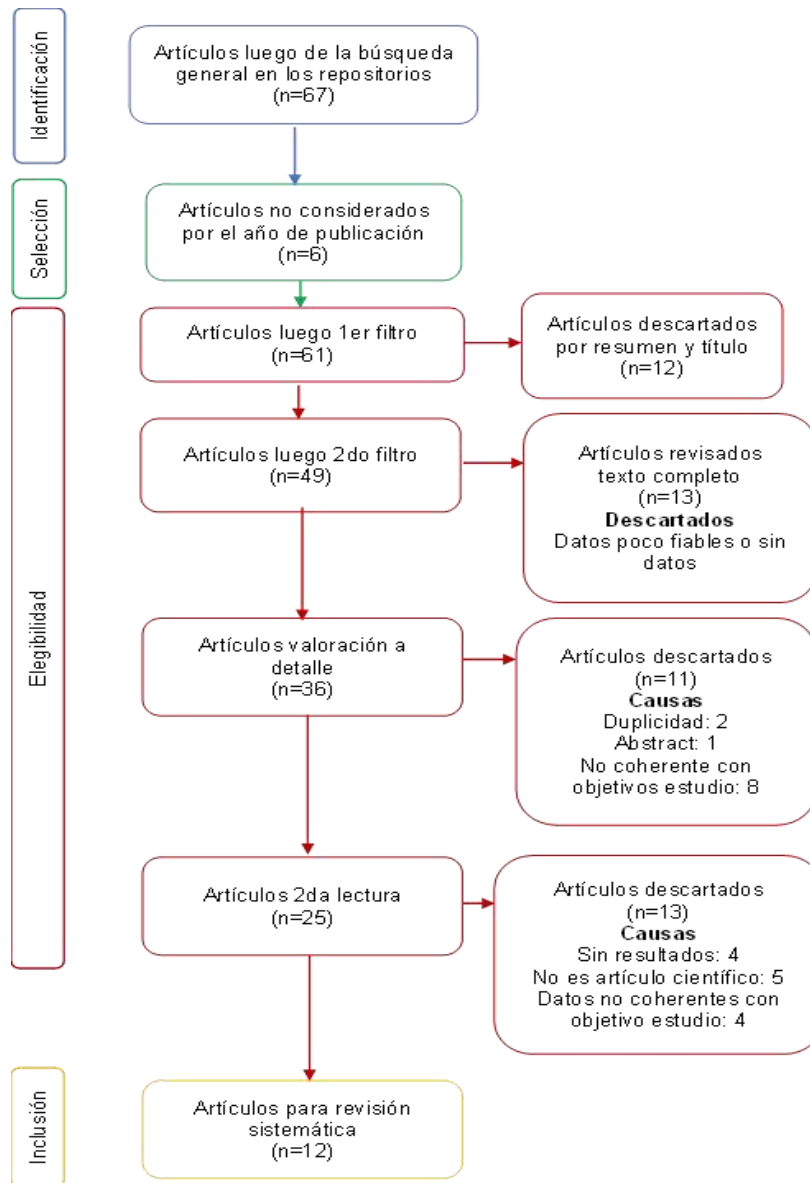 Identificación
Artículos luego de la búsqueda
general en los repositorios
(n=67)
Selección
Artículos no considerados
por el año de publicación
(n=6)
Elegibilidad
Artículos luego 1er filtro
(n=61)
Artículos descartados
por resumen y título
(n=12)
Artículos luego 2do filtro
(n=49)
Artículos revisados
texto completo
(n=13)
Descartados
Datos poco fiables o sin
datos
Artículos valoración a
detalle
(n=36)
Artículos descartados
(n=11)
Causas
Duplicidad: 2
Abstract: 1
No coherente con
objetivos estudio: 8
Artículos 2da lectura
(n=25)
Artículos descartados
(n=13)
Causas
Sin resultados: 4
No es artículo científico: 5
Datos no coherentes con
objetivo estudio: 4
Inclusión
Artículos para revisión
sistemática
(n=12)